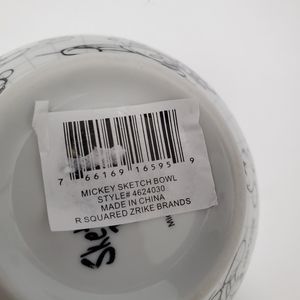 7 66169 16595 9
MICKEY SKETCH BOWL
STYLE# 4624030
MADE IN CHINA
R SQUARED ZRIKE BRANDS